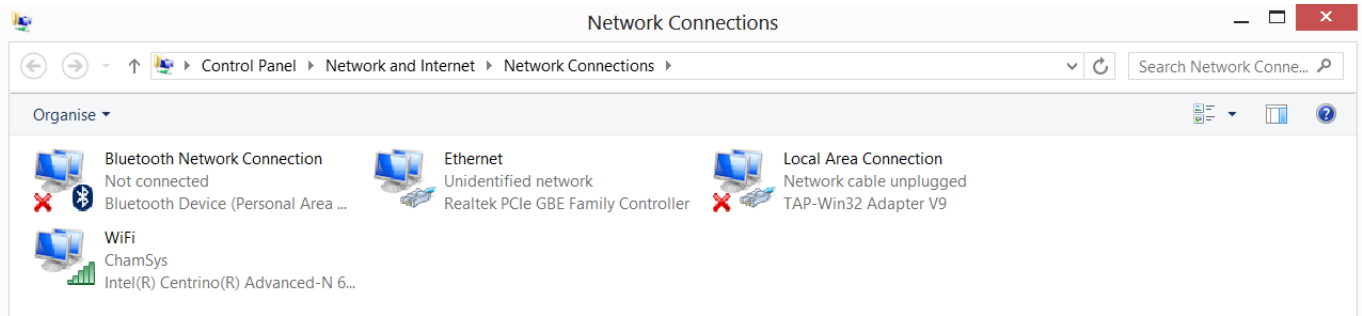 Network Connections
Control Panel Network and Internet Network Connections
Search Network Conne...
Organise
Bluetooth Network Connection
Not connected
Bluetooth Device (Personal Area ...
Ethernet
Unidentified network
Realtek PCIe GBE Family Controller
Local Area Connection
Network cable unplugged
TAP-Win32 Adapter V9
WiFi
ChamSys
Intel(R) Centrino(R) Advanced-N 6...